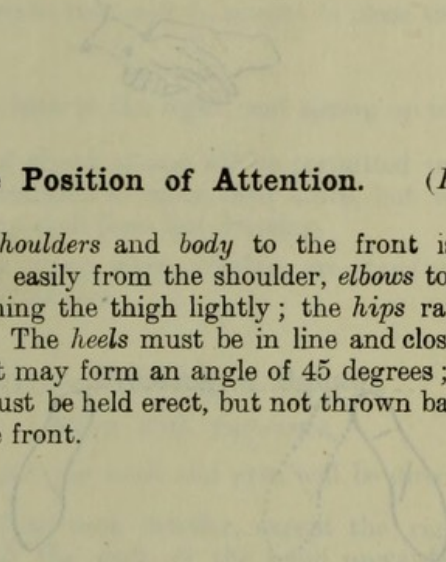 Position of Attention. (
houlders and body to the front
easily from the shoulder, elbows to
ning the thigh lightly; the hips ra
The heels must be in line and clos
may form an angle of 45 degrees;
ust be held erect, but not thrown ba
front.